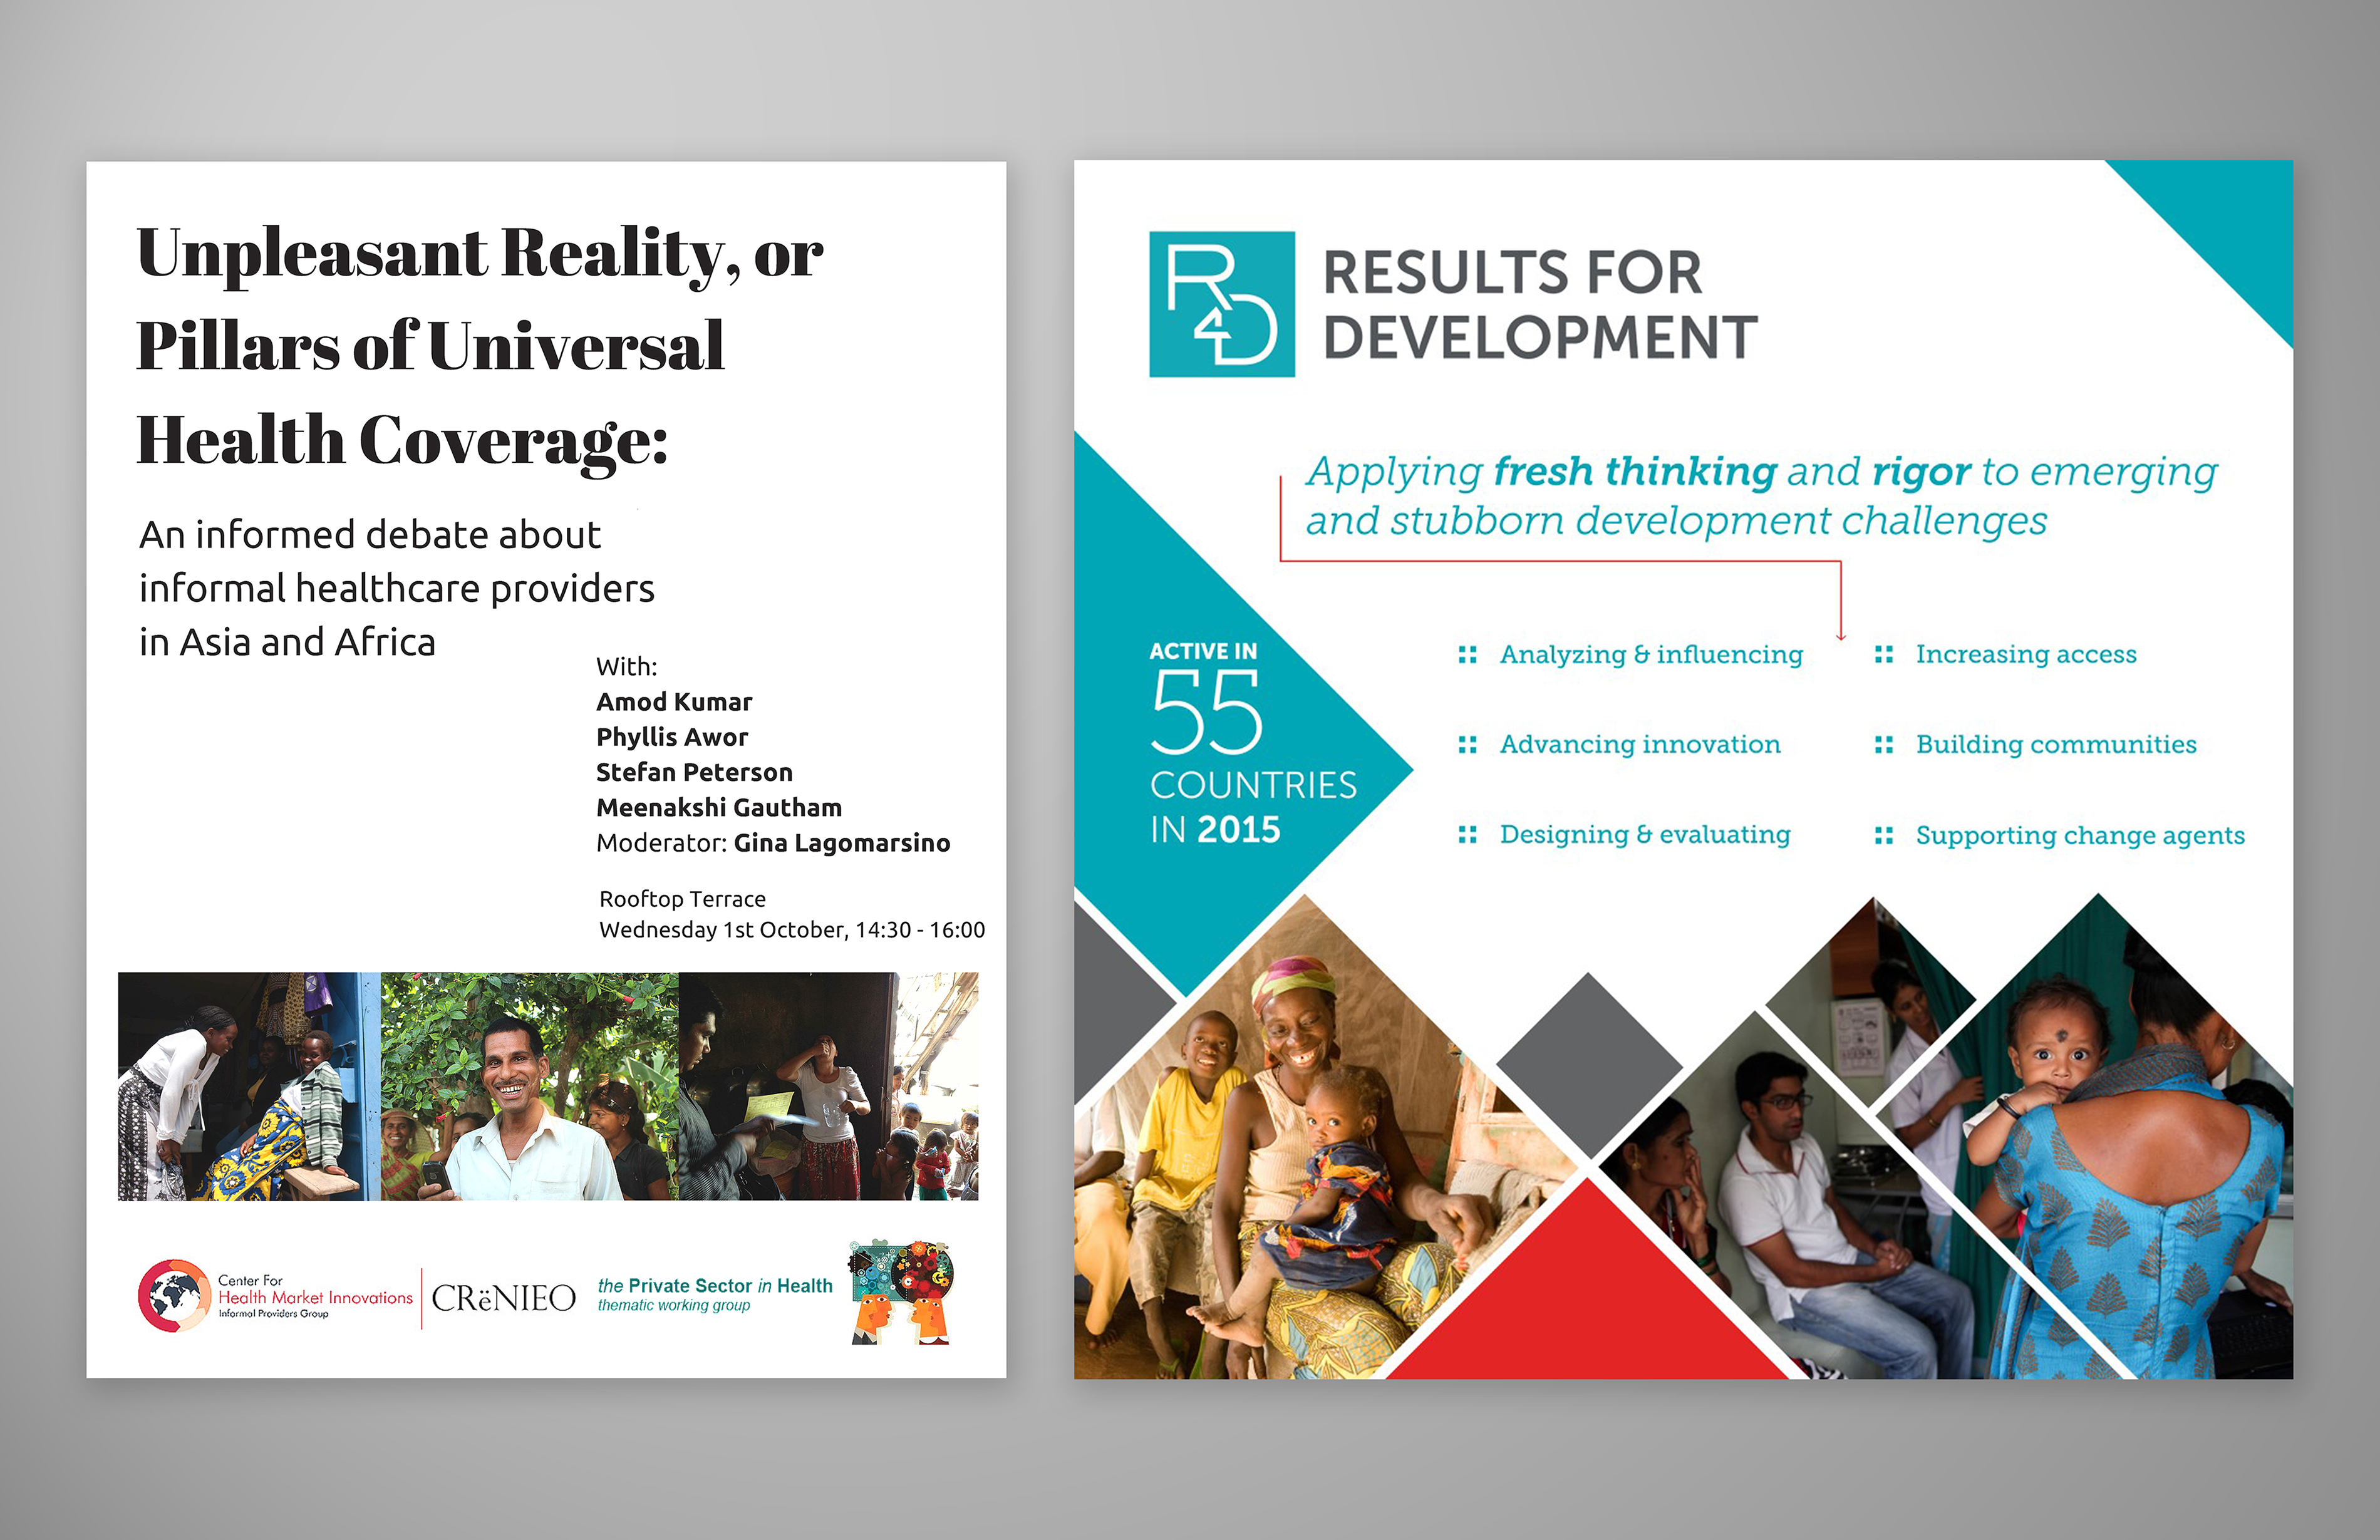 Unpleasant Reality, or
Pillars of Universal
Health Coverage:
An informed debate about
informal healthcare providers
in Asia and Africa
With:
Amod Kumar
Phyllis Awor
Stefan Peterson
Meenakshi Gautham
Moderator: Gina Lagomarsino
Rooftop Terrace
Wednesday 1st October, 14:30 - 16:00
Center For
Health Market Innovations
Informal Providers Group
CRëNIEO
the Private Sector in Health
thematic working group
R4D
RESULTS FOR
DEVELOPMENT
Applying fresh thinking and rigor to emerging
and stubborn development challenges
ACTIVE IN
55
COUNTRIES
IN 2015
Analyzing & influencing
Advancing innovation
Designing & evaluating
Increasing access
Building communities
Supporting change agents